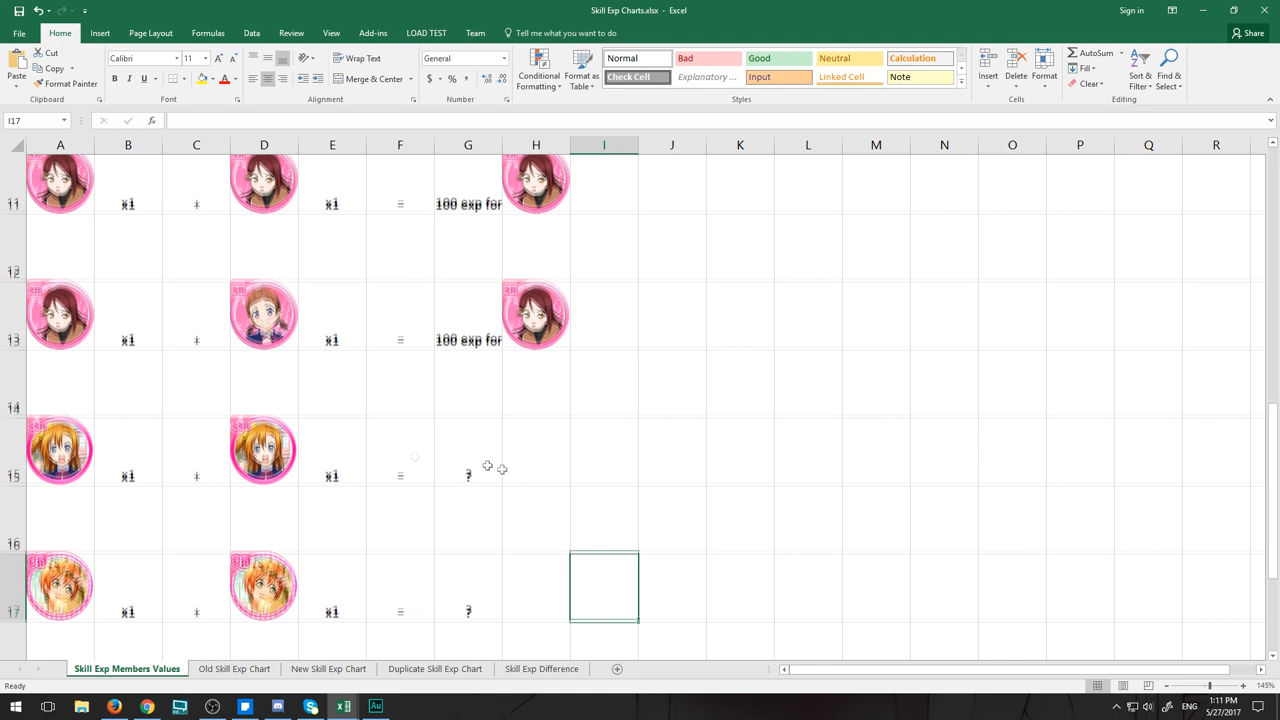 Skill Exp Charts.xlsx - Excel
Sign in
File Home Insert Page Layout Formulas Data Review View Add-ins LOAD TEST Team Tell me what you want to do Share
Paste Cut Copy Format Painter Clipboard
Calibri 11 A A B I U A Font
Wrap Text Merge & Center Alignment
General $ % , Number
Conditional Formatting Format as Table
Normal Bad Good Neutral Calculation
Check Cell Explanatory ... Input Linked Cell Note
Styles
Insert Delete Format Cells
AutoSum Fill Clear Sort & Filter Find & Select Editing
I17 fx
A B C D E F G H I J K L M N O P Q R
11 x1 + x1 = 100 exp for
12
13 x1 + x1 = 100 exp for
14
15 x1 + x1 = ?
16
17 x1 + x1 = ?
Skill Exp Members Values Old Skill Exp Chart New Skill Exp Chart Duplicate Skill Exp Chart Skill Exp Difference
Ready 145%
Au ENG 1:11 PM
5/27/2017